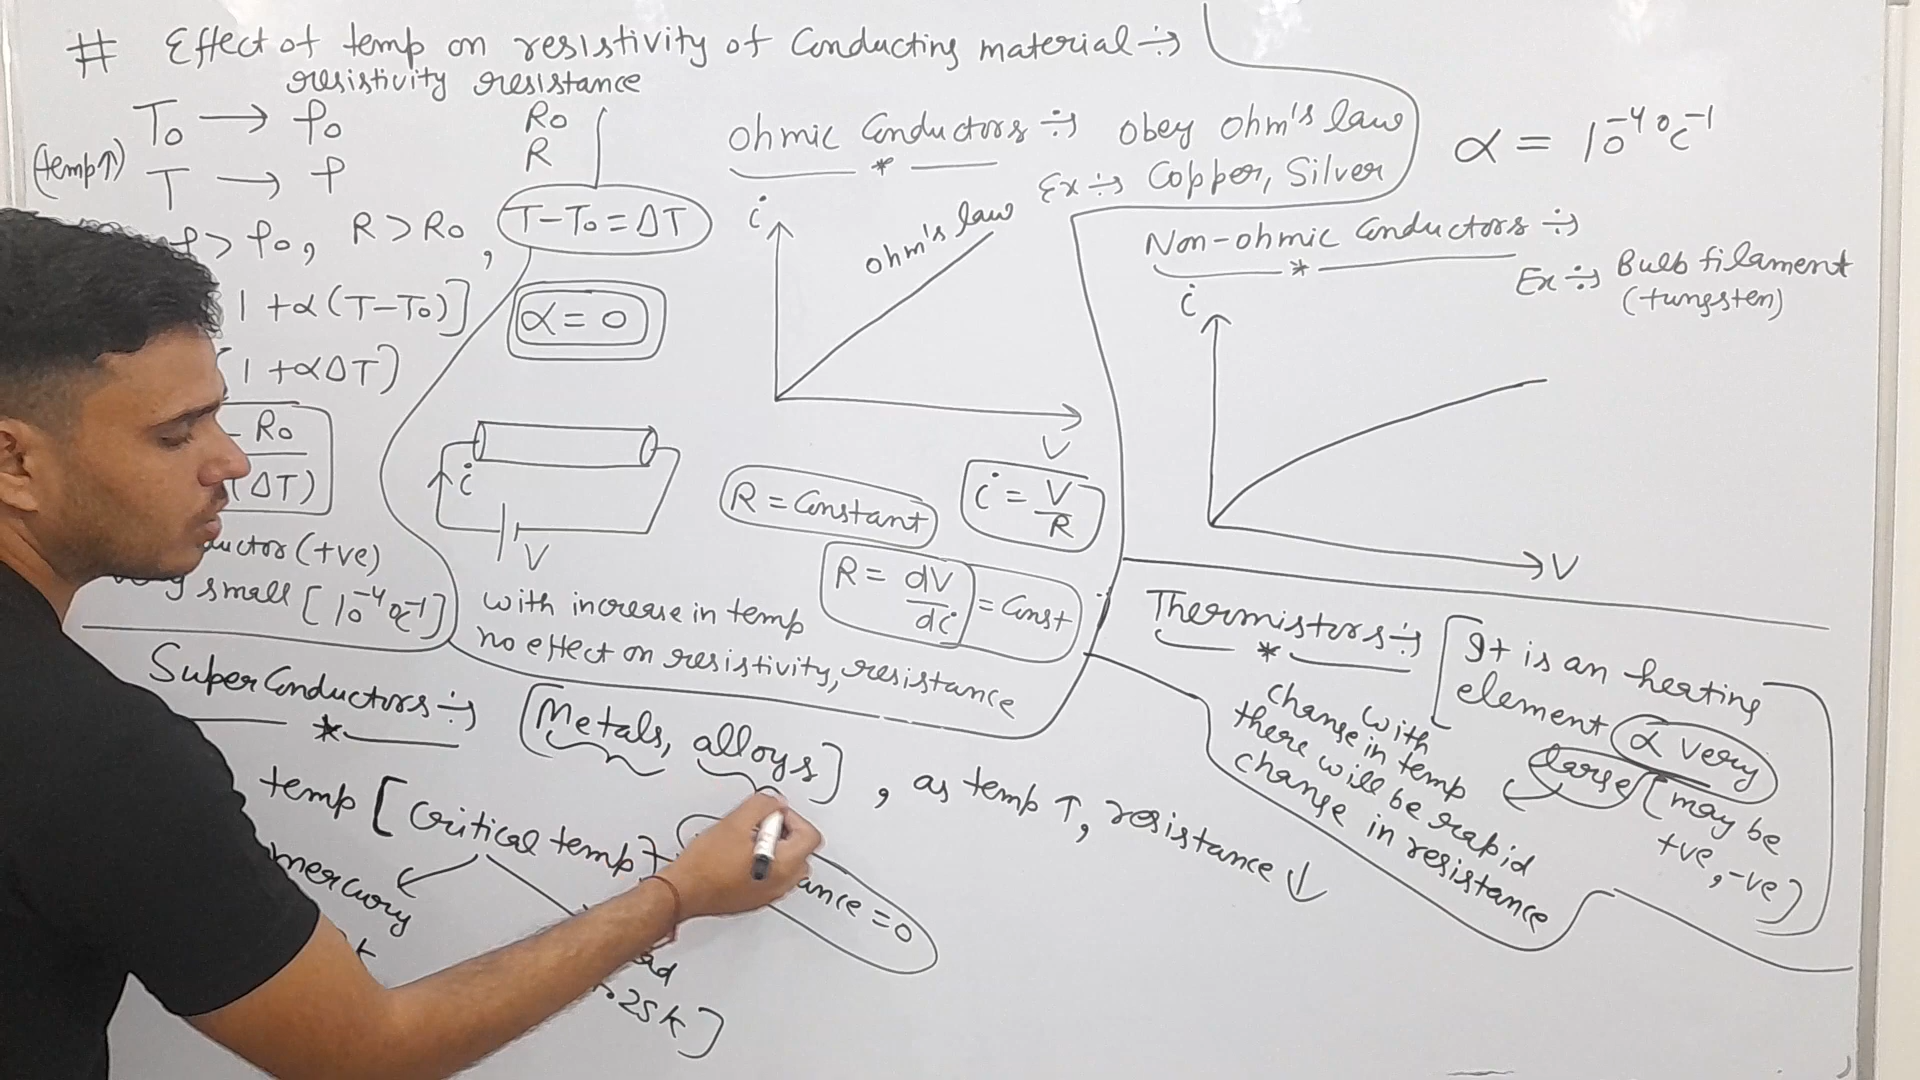 # Effect of temp on resistivity of Conducting material :-
resistivity resistance
T₀ → ρ₀ R₀
(temp↑) T → ρ R
ρ > ρ₀, R > R₀, T-T₀ = ΔT
1 + α (T-T₀)]
(1 + αΔT)
α = 0
- R₀
(ΔT)
(+ve)
small [10⁻⁴ °C⁻¹]
Ohmic Conductors :- Obey Ohm's law
Ex :- Copper, Silver
i
Ohm's law
V
i
V
R = Constant
i = V/R
R = dV/di = Const
with increase in temp
no effect on resistivity, resistance
α = 10⁻⁴ °C⁻¹
Non-ohmic Conductors :-
Ex :- Bulb filament
(tungsten)
i
V
Thermistors :- [It is an heating
element α very
large [may be
+ve, -ve]
with
change in temp
there will be rapid
change in resistance
Super Conductors :- [Metals, alloys], as temp ↑, resistance ↓
temp [Critical temp]
mercury
ance = 0
25K]